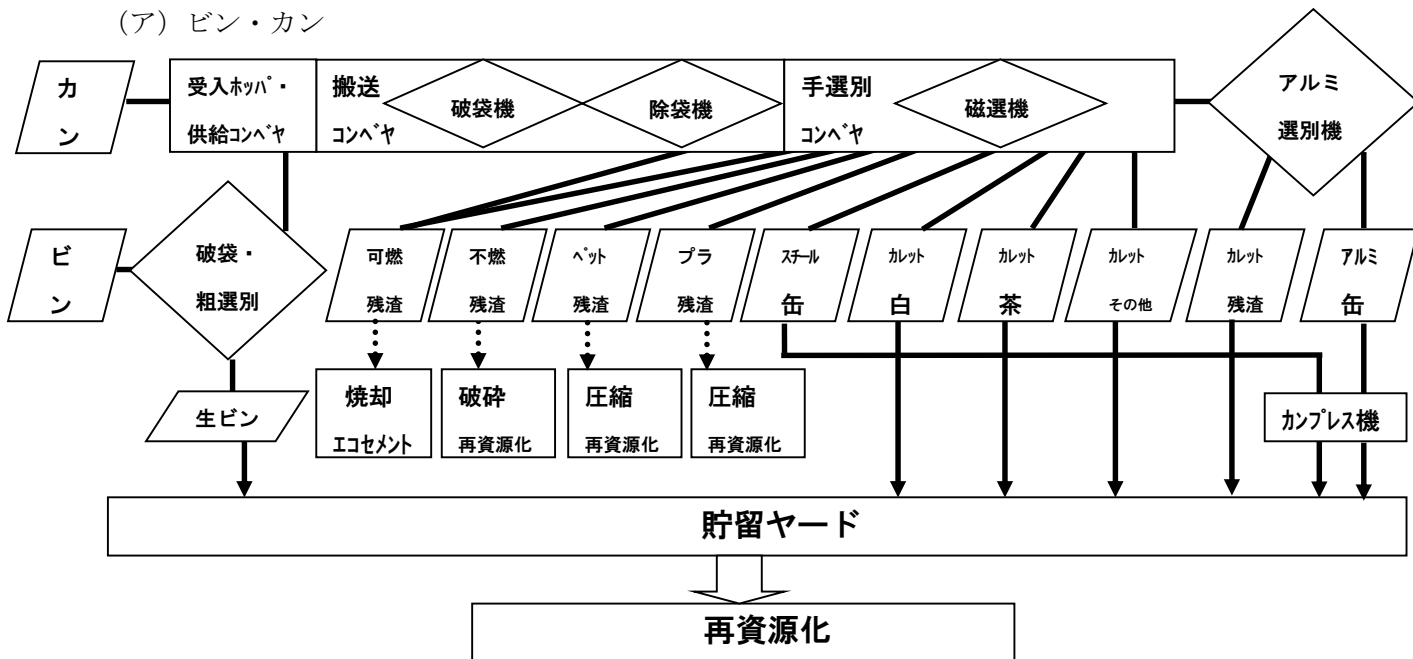 （ア）ビン・カン
カ
ン
受入ﾎｯﾊﾟ・
供給ｺﾝﾍﾞﾔ
搬送
ｺﾝﾍﾞﾔ
破袋機
除袋機
手選別
ｺﾝﾍﾞﾔ
磁選機
アルミ
選別機
ビ
ン
破袋・
粗選別
可燃
残渣
不燃
残渣
ﾍﾟｯﾄ
残渣
プラ
残渣
ｽﾁｰﾙ
缶
ｶﾚｯﾄ
白
ｶﾚｯﾄ
茶
ｶﾚｯﾄ
その他
ｶﾚｯﾄ
残渣
アルミ
缶
生ビン
焼却
エコセメント
破砕
再資源化
圧縮
再資源化
圧縮
再資源化
カンプレス機
貯留ヤード
再資源化